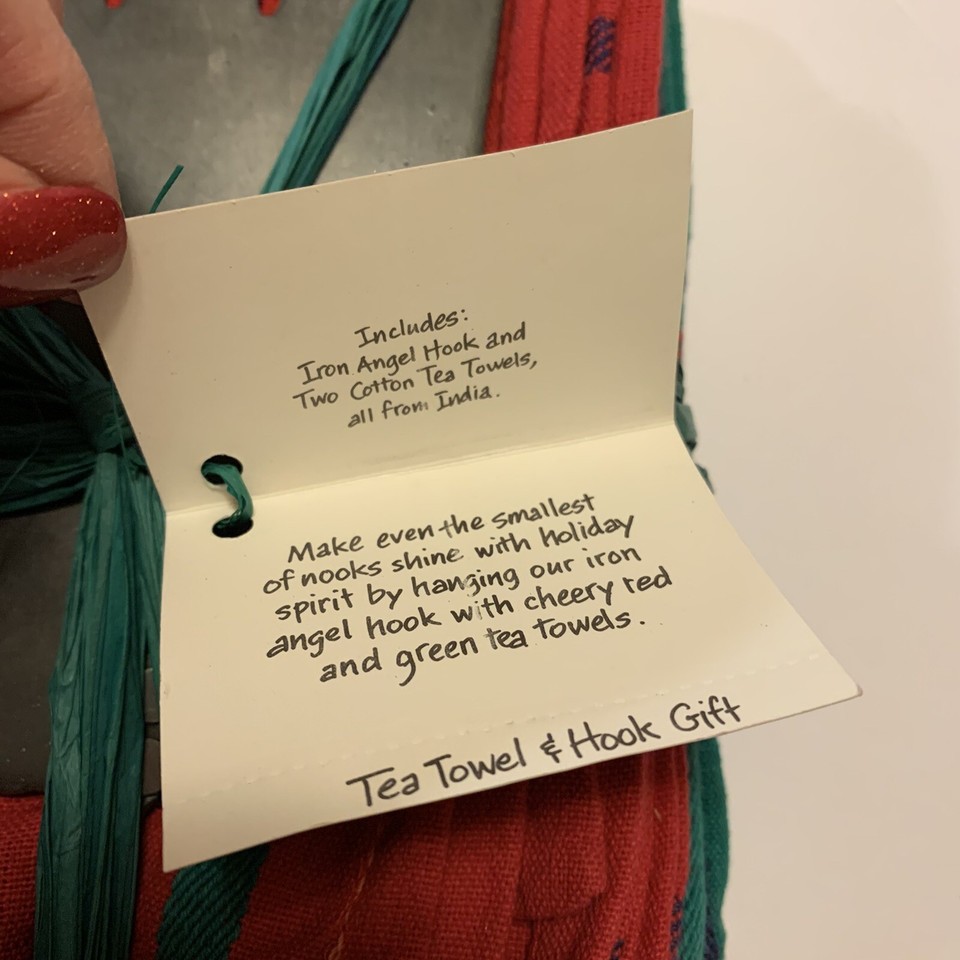 Includes:
Iron Angel Hook and
Two Cotton Tea Towels,
all from India.
Make even the smallest
of nooks shine with holiday
spirit by hanging our iron
angel hook with cheery red
and green tea towels.
Tea Towel & Hook Gift